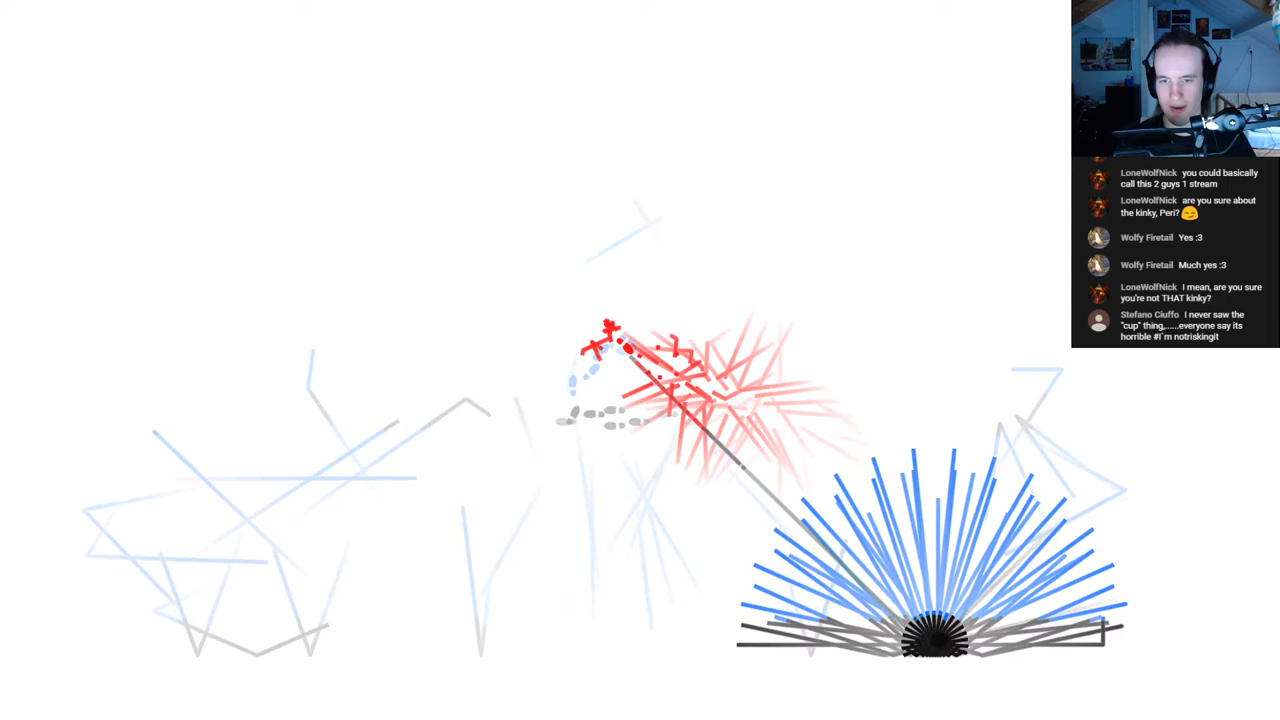 LoneWolfNick you could basically
call this 2 guys 1 stream
LoneWolfNick are you sure about
the kinky, Peri?
Wolfy Firetail Yes :3
Wolfy Firetail Much yes :3
LoneWolfNick I mean, are you sure
you're not THAT kinky?
Stefano Ciuffo I never saw the
"cup" thing,......everyone say its
horrible #I`m notriskingit